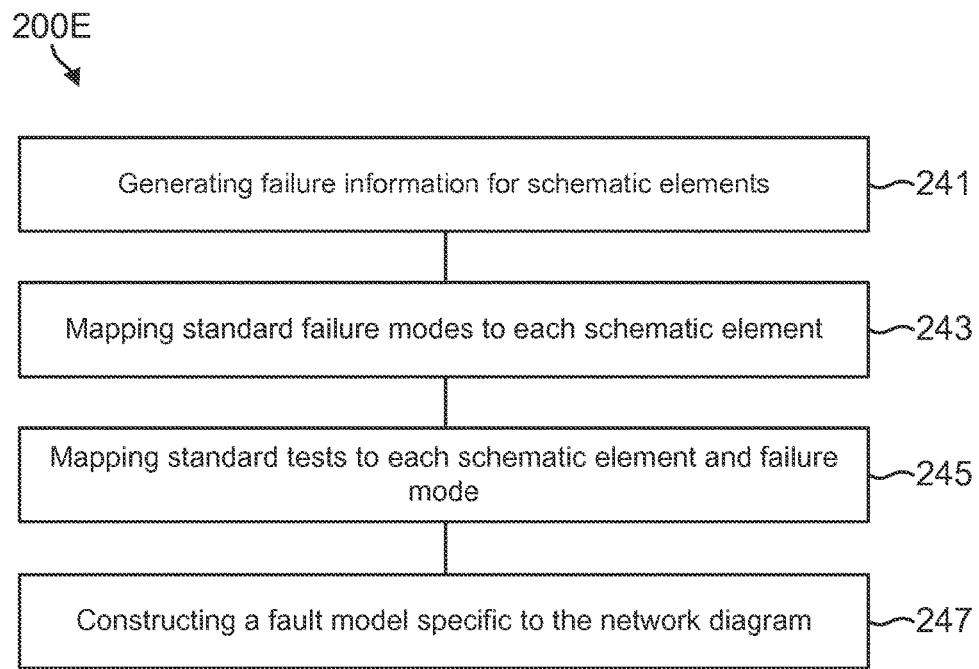 200E
Generating failure information for schematic elements
241
Mapping standard failure modes to each schematic element
243
Mapping standard tests to each schematic element and failure
mode
245
Constructing a fault model specific to the network diagram
247